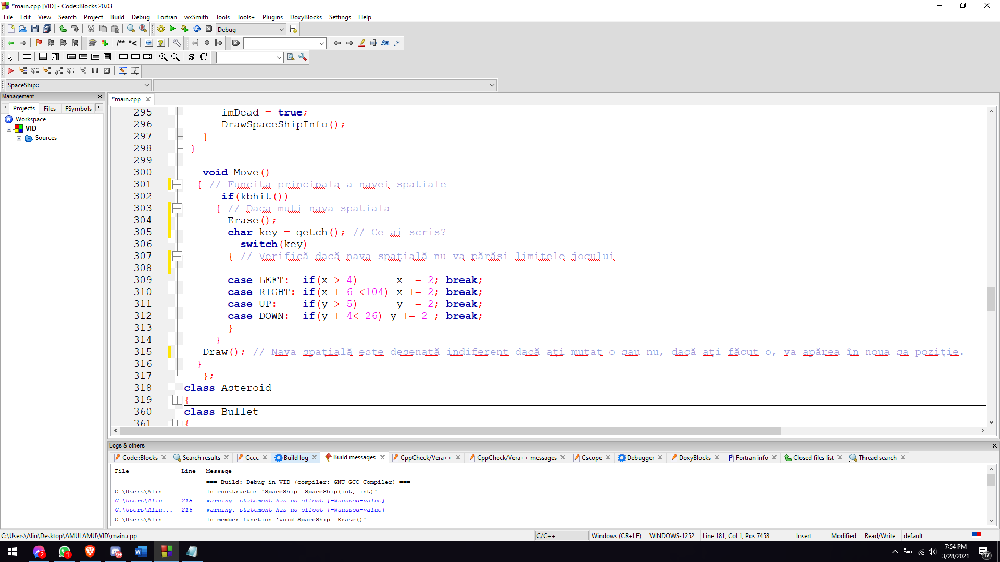 *main.cpp [VID] - Code::Blocks 20.03
File Edit View Search Project Build Debug Fortran wxSmith Tools Tools+ Plugins DoxyBlocks Settings Help
Debug
/** *<
Aa .*
S C
SpaceShip::
Management
*main.cpp
Projects Files FSymbols
Workspace
VID
Sources
295 imDead = true;
296 DrawSpaceShipInfo();
297 }
298 }
299
300 void Move()
301 { // Funcita principala a navei spatiale
302 if(kbhit())
303 { // Daca muti nava spatiala
304 Erase();
305 char key = getch(); // Ce ai scris?
306 switch(key)
307 { // Verifică dacă nava spațială nu va părăsi limitele jocului
308
309 case LEFT: if(x > 4) x -= 2; break;
310 case RIGHT: if(x + 6 <104) x += 2; break;
311 case UP: if(y > 5) y -= 2; break;
312 case DOWN: if(y + 4< 26) y += 2 ; break;
313 }
314 }
315 Draw(); // Nava spațială este desenată indiferent dacă ați mutat-o sau nu, dacă ați făcut-o, va apărea în noua sa poziție.
316 }
317 };
318 class Asteroid
319 {
360 class Bullet
361 {
Logs & others
Code::Blocks Search results Cccc Build log Build messages CppCheck/Vera++ CppCheck/Vera++ messages Cscope Debugger DoxyBlocks Fortran info Closed files list Thread search
File Line Message
=== Build: Debug in VID (compiler: GNU GCC Compiler) ===
C:\Users\Alin... In constructor 'SpaceShip::SpaceShip(int, int)':
C:\Users\Alin... 215 warning: statement has no effect [-Wunused-value]
C:\Users\Alin... 216 warning: statement has no effect [-Wunused-value]
C:\Users\Alin... In member function 'void SpaceShip::Erase()':
C:\Users\Alin\Desktop\AMUI AMU\VID\main.cpp C/C++ Windows (CR+LF) WINDOWS-1252 Line 181, Col 1, Pos 7458 Insert Modified Read/Write default
2 1 9+ W
7:54 PM
3/28/2021
17